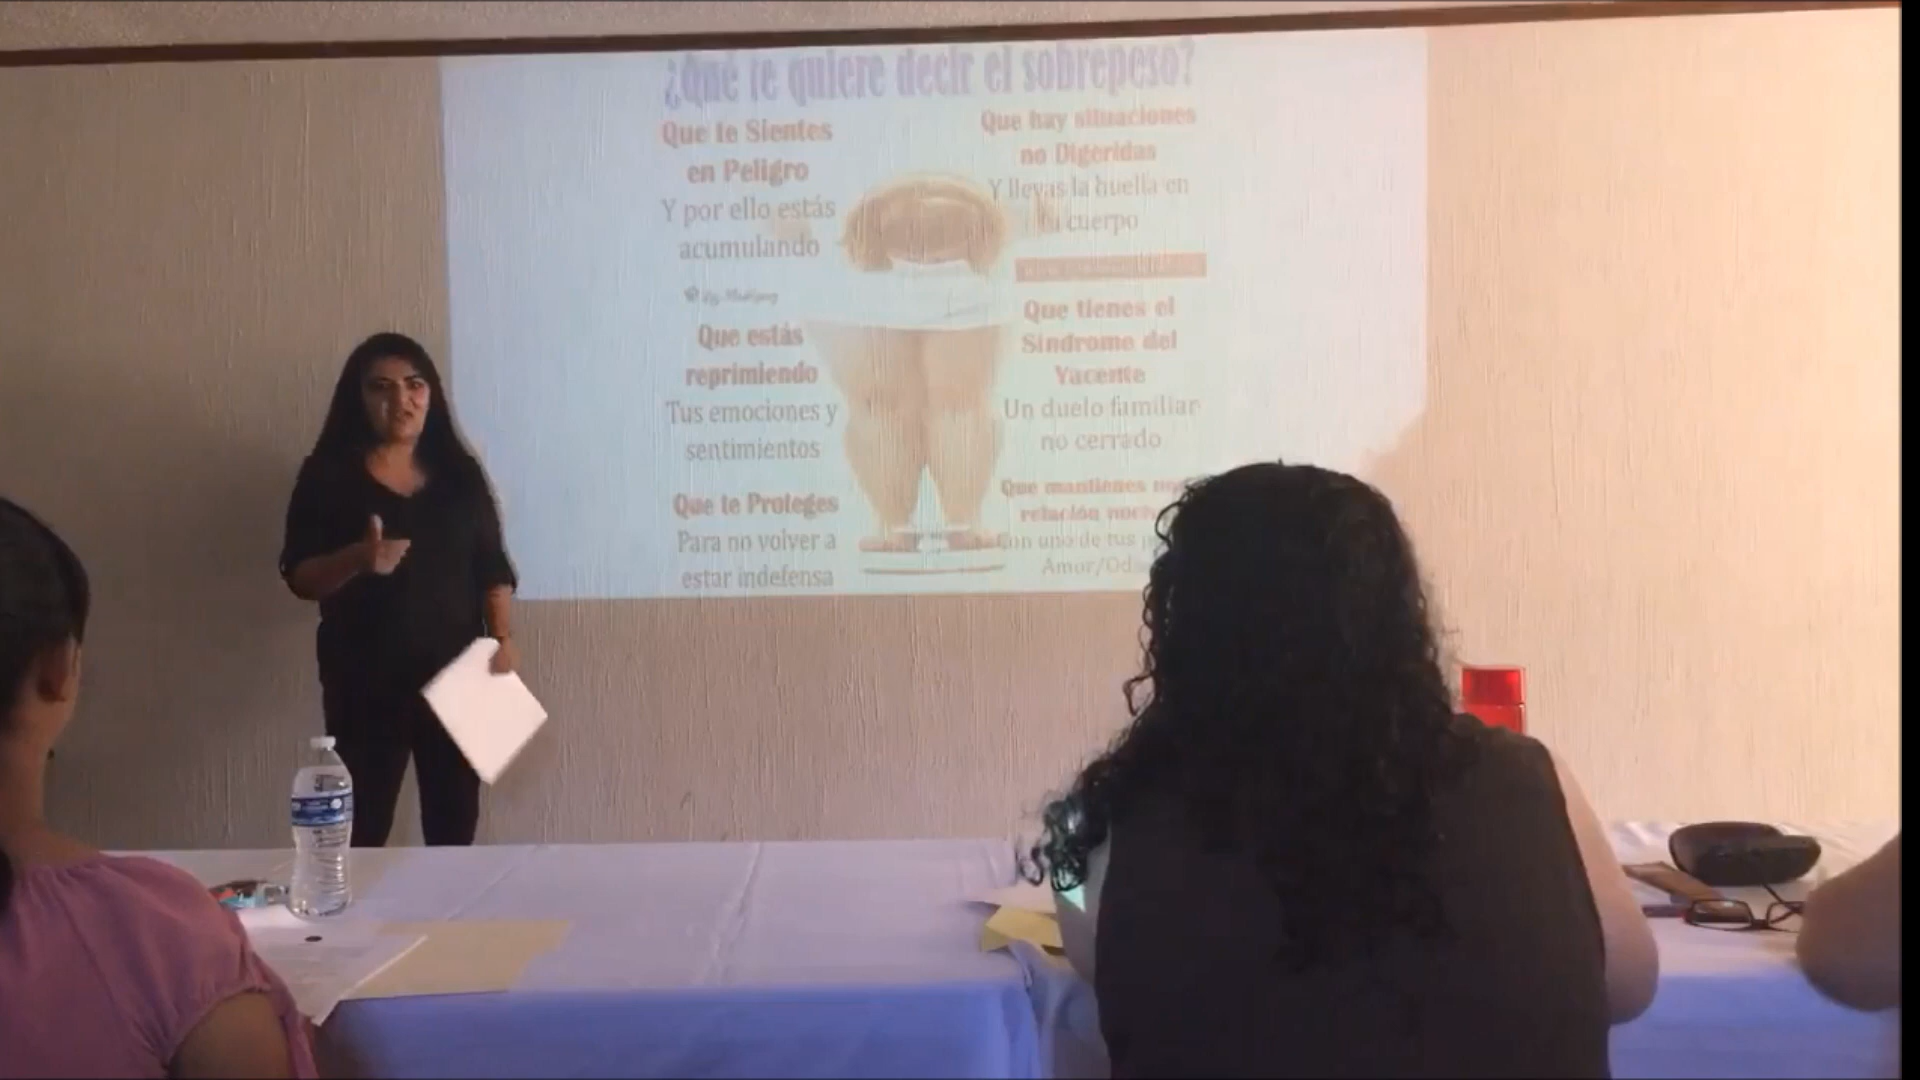 ¿Qué te quiere decir el sobrepeso?
Que te Sientes
en Peligro
Y por ello estás
acumulando
Que estás
reprimiendo
Tus emociones y
sentimientos
Que te Proteges
Para no volver a
estar indefensa
Que hay situaciones
no Digeridas
Y llevas la huella en
tu cuerpo
Que tienes el
Síndrome del
Yacente
Un duelo familiar
no cerrado
Que mantienes
relación
Con uno de tus
Amor/